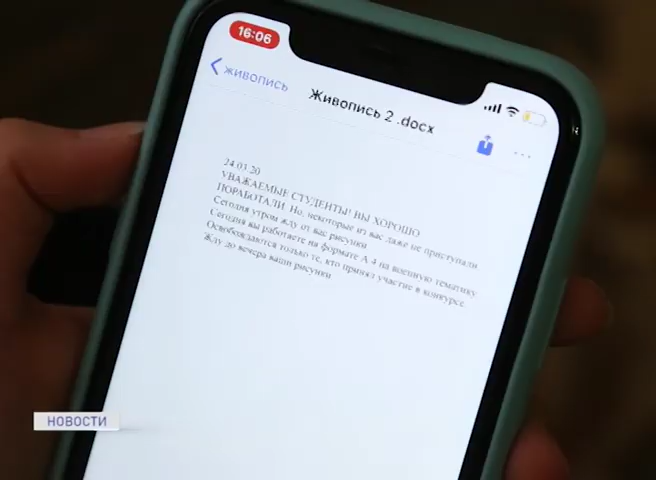 16:06
живопись
Живопись 2 .docx
24.03.20
УВАЖАЕМЫЕ СТУДЕНТЫ! ВЫ ХОРОШО
ПОРАБОТАЛИ. Но, некоторые из вас даже не приступали
Сегодня утром жду от вас рисунки
Сегодня вы работаете на формате А 4 на военную тематику
Освобождаются только те, кто принял участие в конкурсе
Жду до вечера ваши рисунки
НОВОСТИ